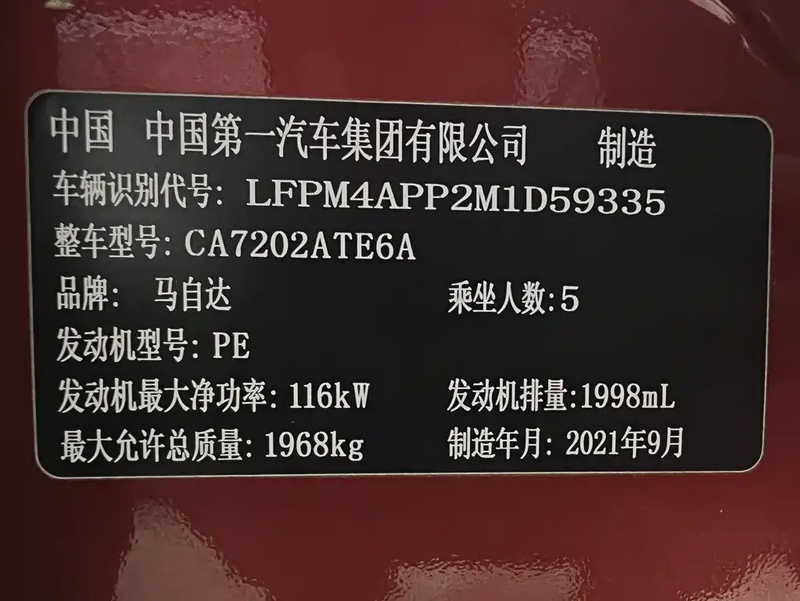 中国 中国第一汽车集团有限公司 制造
车辆识别代号: LFPM4APP2M1D59335
整车型号: CA7202ATE6A
品牌: 马自达 乘坐人数:5
发动机型号: PE
发动机最大净功率: 116kW 发动机排量:1998mL
最大允许总质量: 1968kg 制造年月: 2021年9月